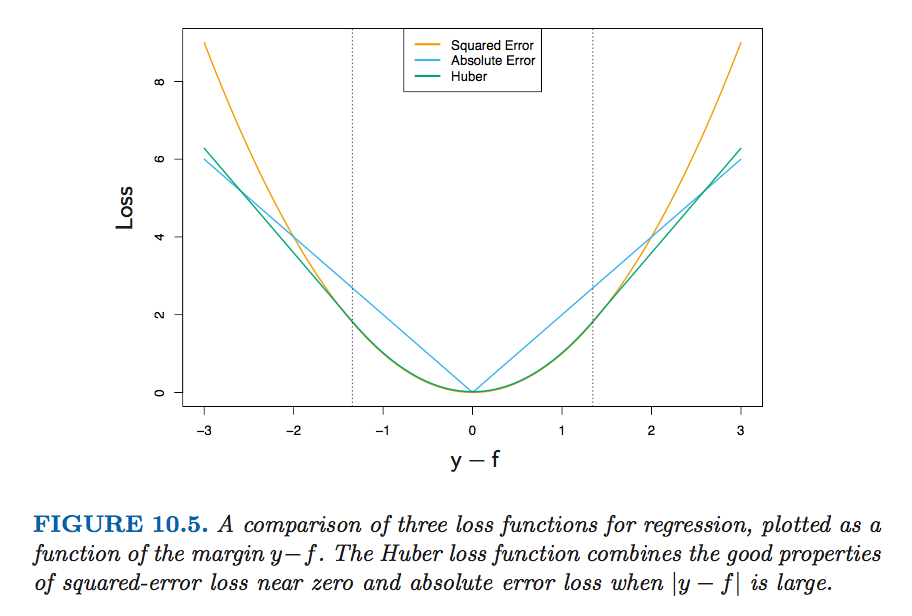 Squared Error
Absolute Error
Huber
8
6
4
2
0
Loss
−3 −2 −1 0 1 2 3
y − f
FIGURE 10.5. A comparison of three loss functions for regression, plotted as a
function of the margin y−f. The Huber loss function combines the good properties
of squared-error loss near zero and absolute error loss when |y − f| is large.